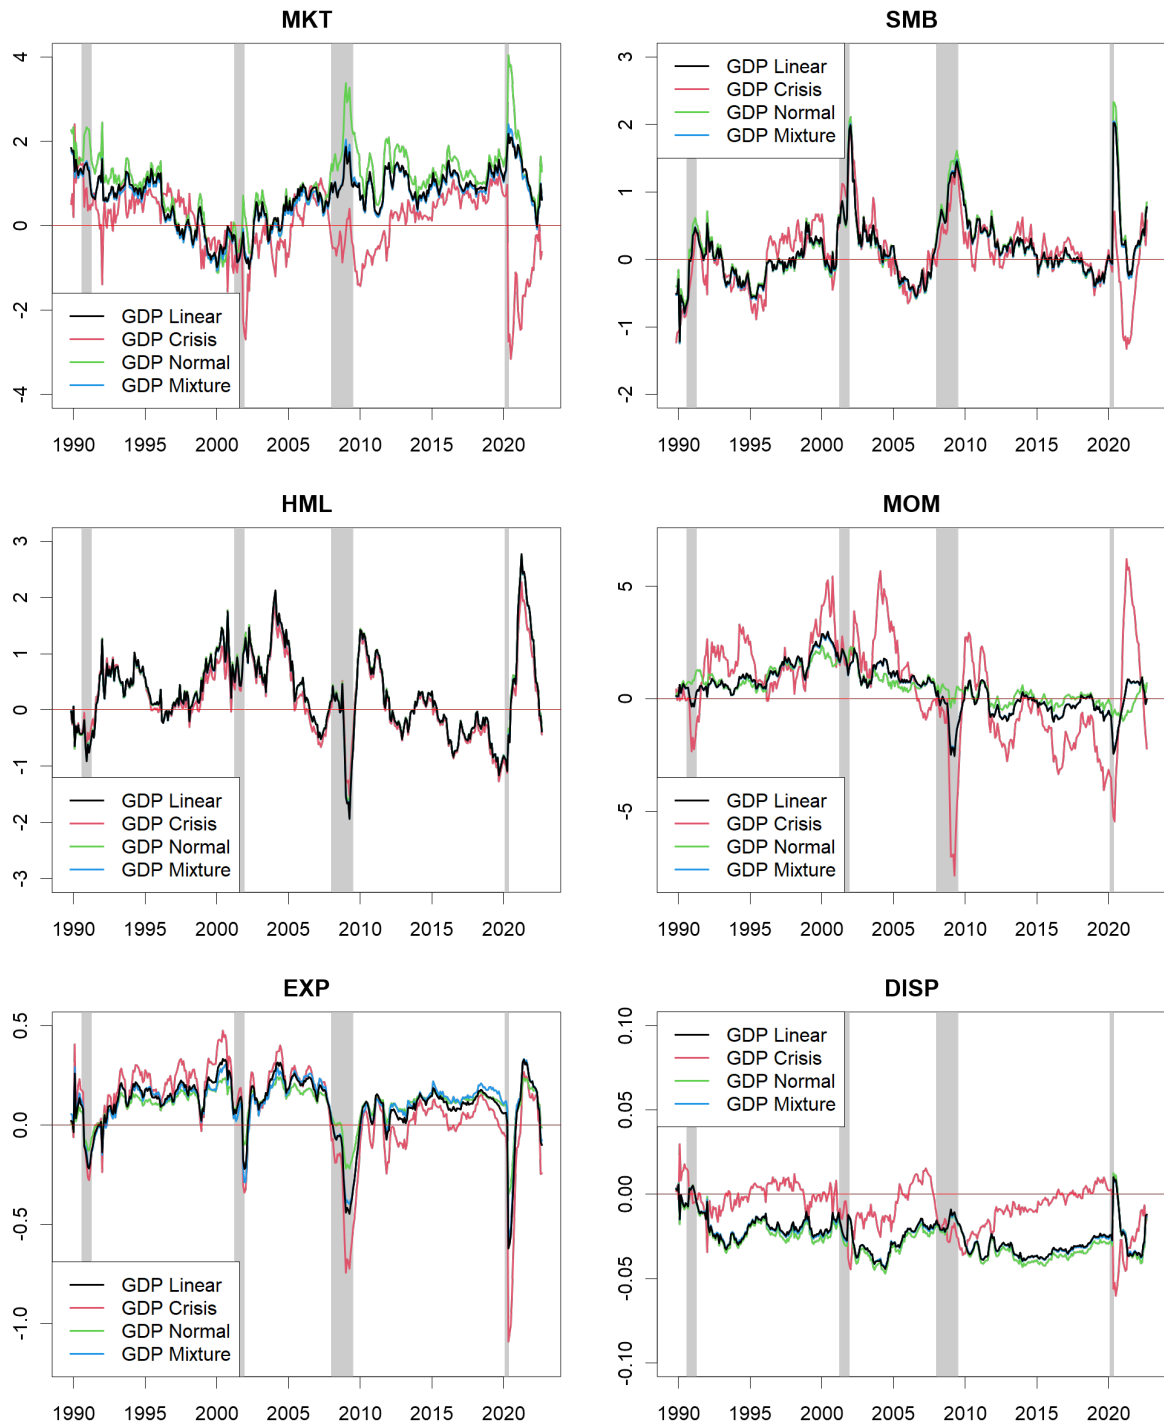 MKT
4
2
0
-2
-4
GDP Linear
GDP Crisis
GDP Normal
GDP Mixture
1990 1995 2000 2005 2010 2015 2020
SMB
3
2
1
0
-1
-2
GDP Linear
GDP Crisis
GDP Normal
GDP Mixture
1990 1995 2000 2005 2010 2015 2020
HML
3
2
1
0
-1
-2
-3
GDP Linear
GDP Crisis
GDP Normal
GDP Mixture
1990 1995 2000 2005 2010 2015 2020
MOM
5
0
-5
GDP Linear
GDP Crisis
GDP Normal
GDP Mixture
1990 1995 2000 2005 2010 2015 2020
EXP
0.5
0.0
-0.5
-1.0
GDP Linear
GDP Crisis
GDP Normal
GDP Mixture
1990 1995 2000 2005 2010 2015 2020
DISP
0.10
0.05
0.00
-0.05
-0.10
GDP Linear
GDP Crisis
GDP Normal
GDP Mixture
1990 1995 2000 2005 2010 2015 2020